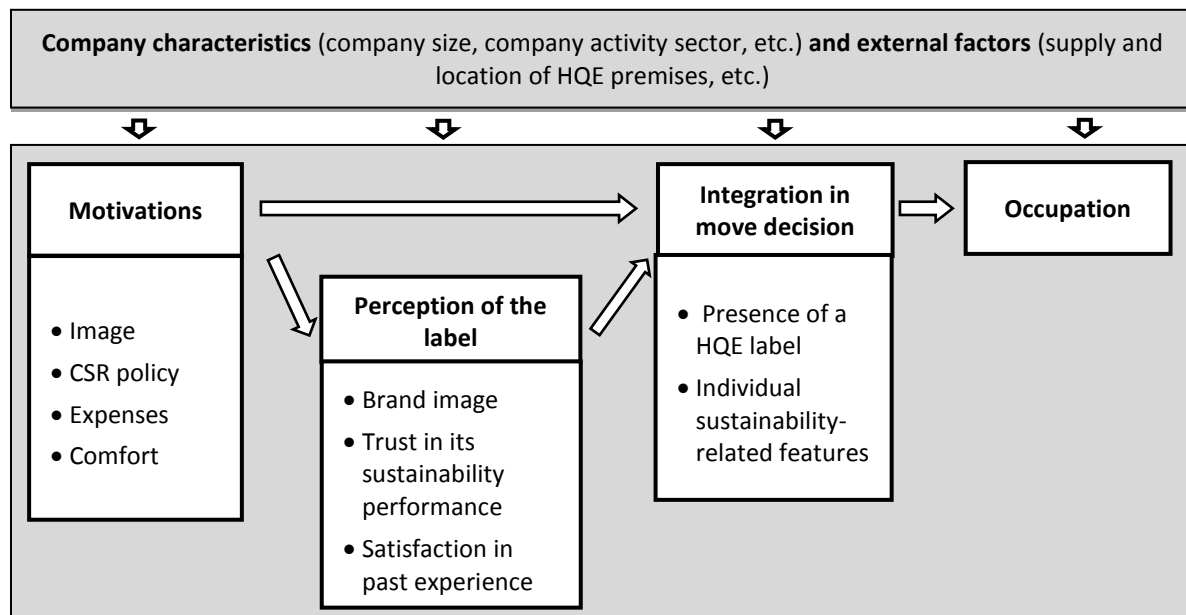 Company characteristics (company size, company activity sector, etc.) and external factors (supply and
location of HQE premises, etc.)
Motivations
• Image
• CSR policy
• Expenses
• Comfort
Perception of the
label
• Brand image
• Trust in its
sustainability
performance
• Satisfaction in
past experience
Integration in
move decision
• Presence of a
HQE label
• Individual
sustainability-
related features
Occupation